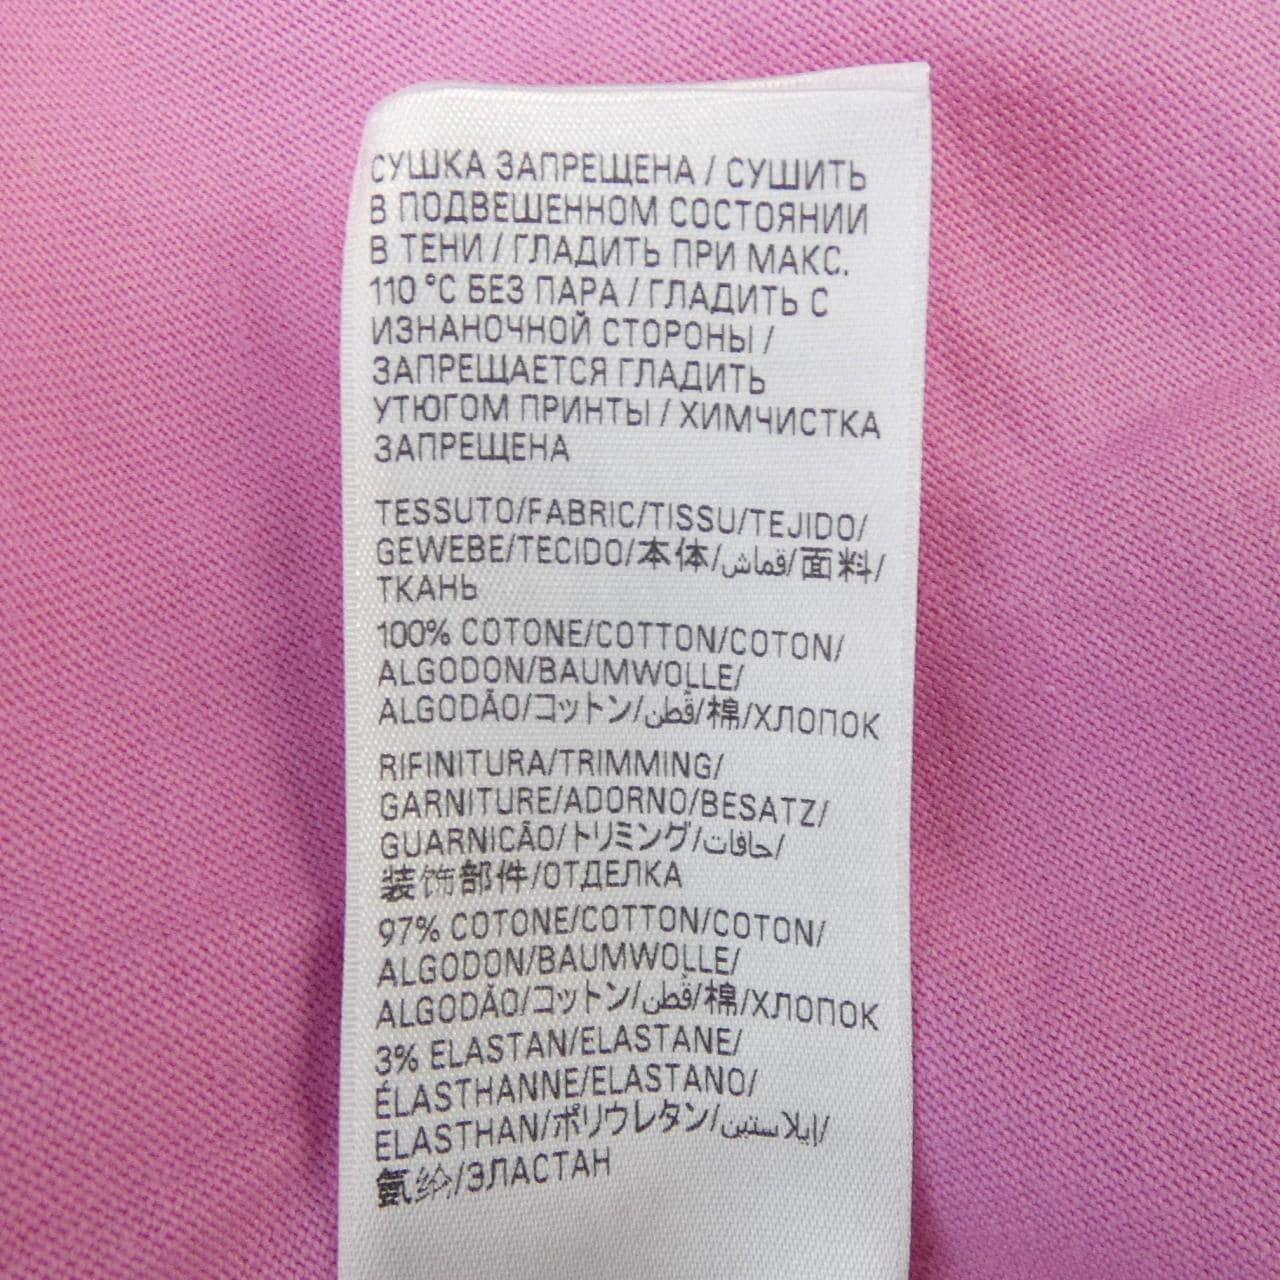 СУШКА ЗАПРЕЩЕНА / СУШИТЬ
В ПОДВЕШЕННОМ СОСТОЯНИИ
В ТЕНИ / ГЛАДИТЬ ПРИ МАКС.
110 °C БЕЗ ПАРА / ГЛАДИТЬ С
ИЗНАНОЧНОЙ СТОРОНЫ /
ЗАПРЕЩАЕТСЯ ГЛАДИТЬ
УТЮГОМ ПРИНТЫ / ХИМЧИСТКА
ЗАПРЕЩЕНА
TESSUTO/FABRIC/TISSU/TEJIDO/
GEWEBE/TECIDO/本体/قماش/面料/
ТКАНЬ
100% COTONE/COTTON/COTON/
ALGODON/BAUMWOLLE/
ALGODÃO/コットン/قطن/棉/ХЛОПОК
RIFINITURA/TRIMMING/
GARNITURE/ADORNO/BESATZ/
GUARNICÃO/トリミング/حافات/
装饰部件/ОТДЕЛКА
97% COTONE/COTTON/COTON/
ALGODON/BAUMWOLLE/
ALGODÃO/コットン/قطن/棉/ХЛОПОК
3% ELASTAN/ELASTANE/
ÉLASTHANNE/ELASTANO/
ELASTHAN/ポリウレタン/إيلاستين/
氨纶/ЭЛАСТАН